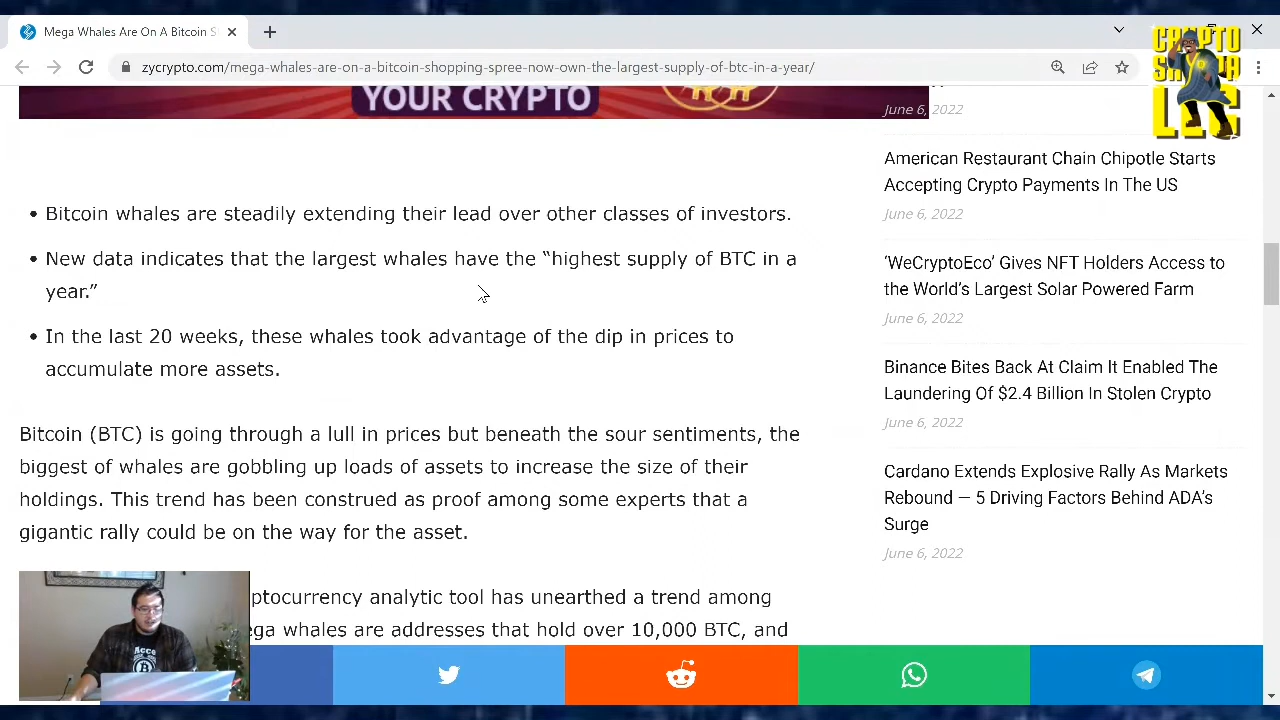 Mega Whales Are On A Bitcoin S
zycrypto.com/mega-whales-are-on-a-bitcoin-shopping-spire-now-own-the-largest-supply-of-btc-in-a-year/
CRYPTO
YOUR CRYPTO
June 6, 2022
American Restaurant Chain Chipotle Starts
Accepting Crypto Payments In The US
June 6, 2022
‘WeCryptoEco’ Gives NFT Holders Access to
the World’s Largest Solar Powered Farm
June 6, 2022
Binance Bites Back At Claim It Enabled The
Laundering Of $2.4 Billion In Stolen Crypto
June 6, 2022
Cardano Extends Explosive Rally As Markets
Rebound — 5 Driving Factors Behind ADA’s
Surge
June 6, 2022
• Bitcoin whales are steadily extending their lead over other classes of investors.
• New data indicates that the largest whales have the “highest supply of BTC in a
year.”
• In the last 20 weeks, these whales took advantage of the dip in prices to
accumulate more assets.
Bitcoin (BTC) is going through a lull in prices but beneath the sour sentiments, the
biggest of whales are gobbling up loads of assets to increase the size of their
holdings. This trend has been construed as proof among some experts that a
gigantic rally could be on the way for the asset.
ptocurrency analytic tool has unearthed a trend among
ga whales are addresses that hold over 10,000 BTC, and